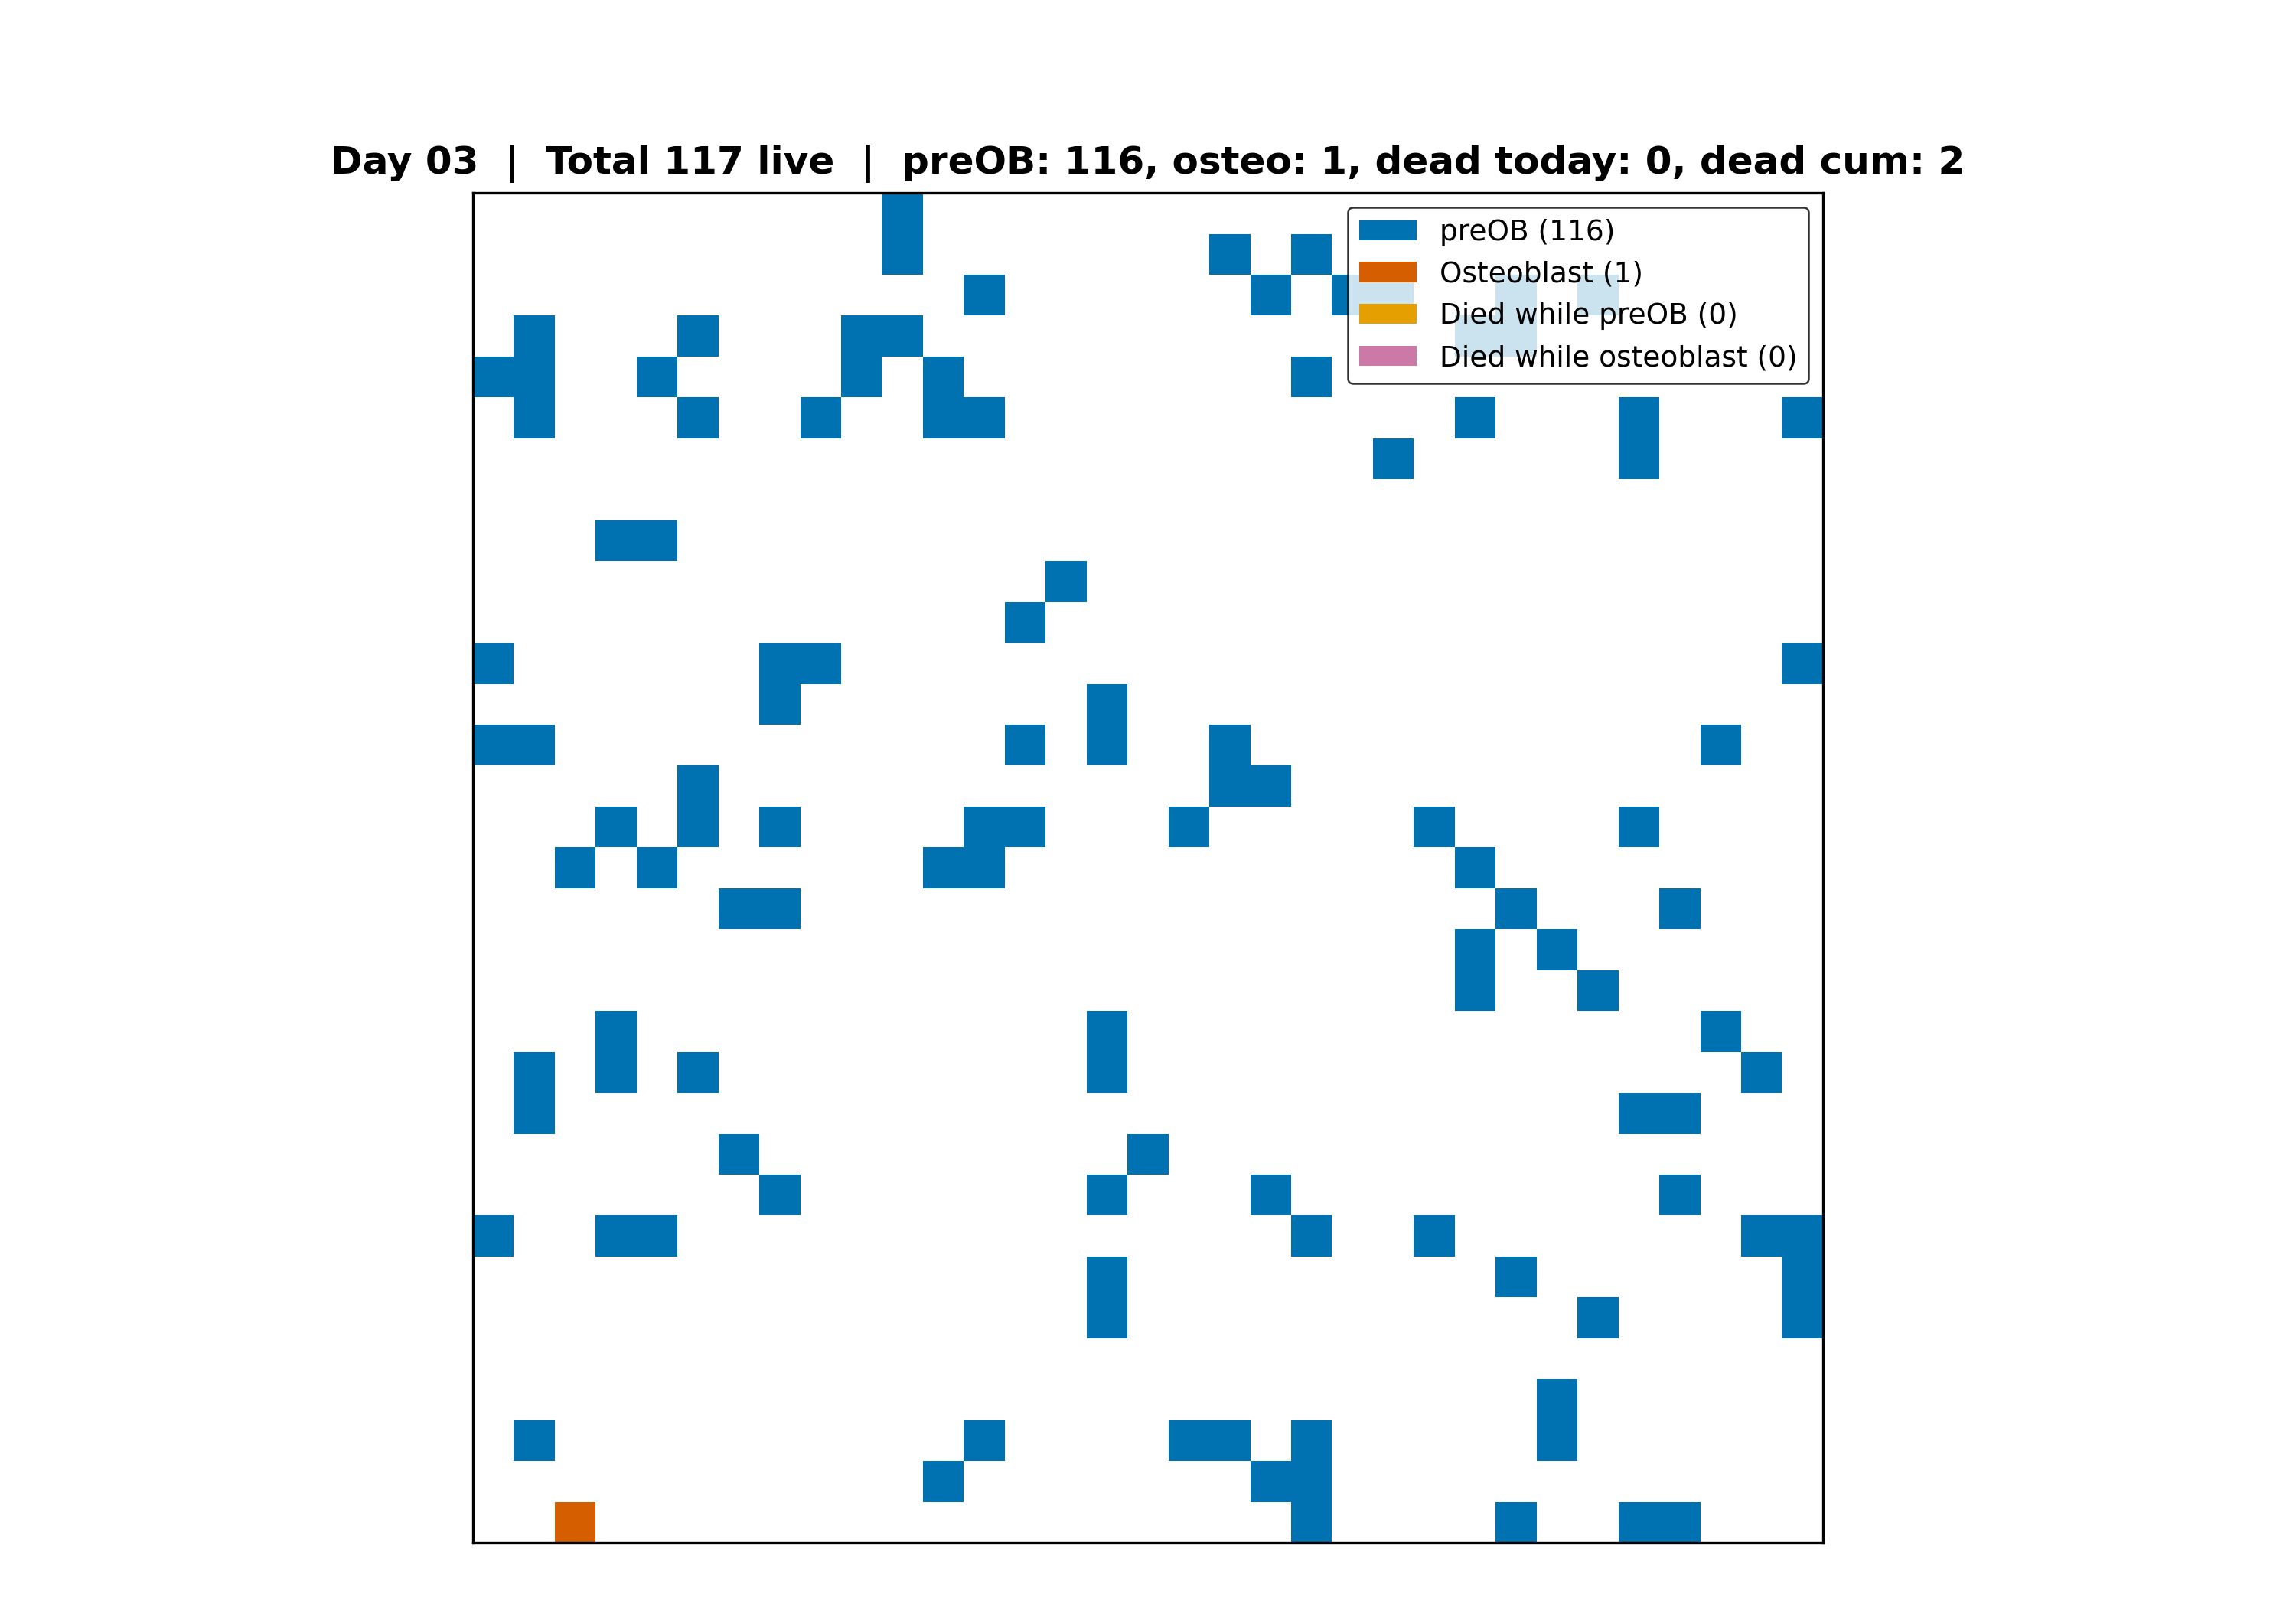 Day 03 | Total 117 live | preOB: 116, osteo: 1, dead today: 0, dead cum: 2
preOB (116)
Osteoblast (1)
Died while preOB (0)
Died while osteoblast (0)